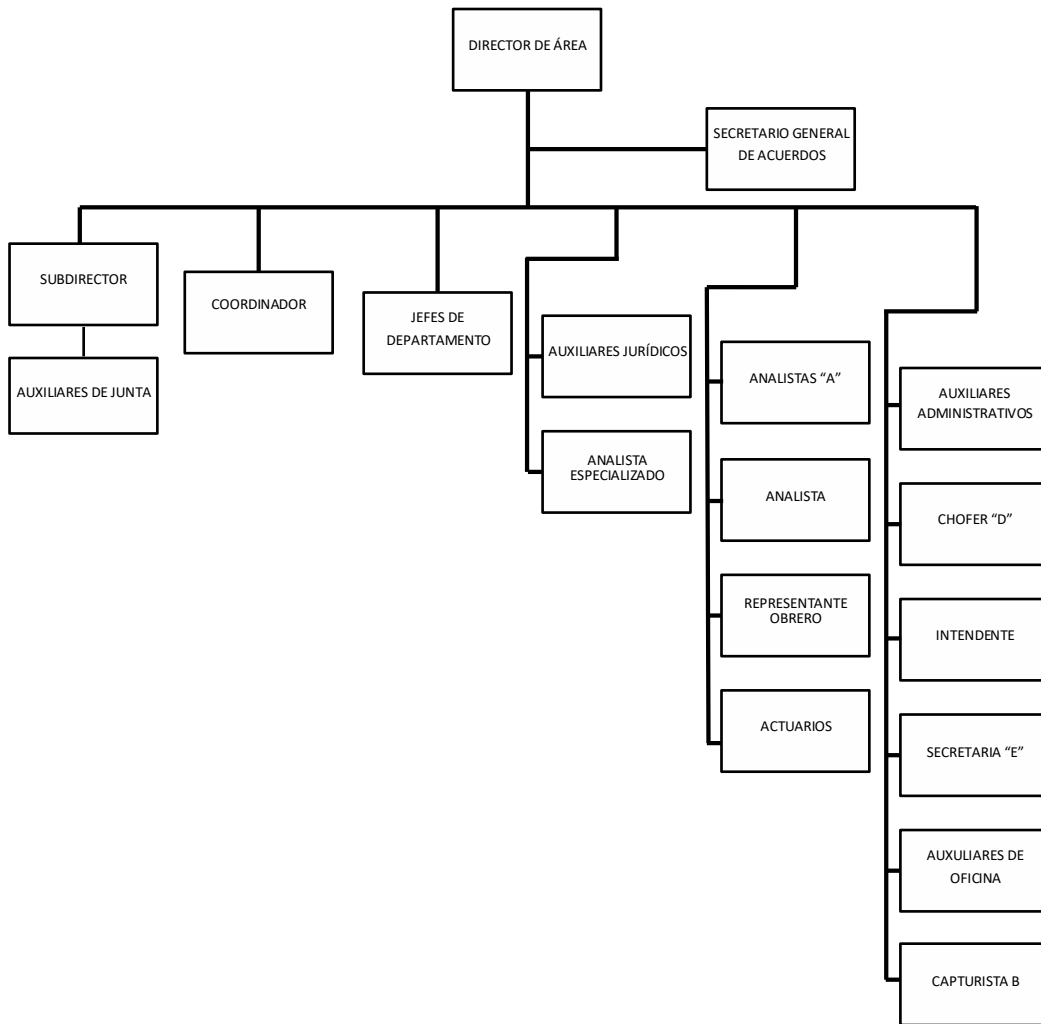 DIRECTOR DE ÁREA
SECRETARIO GENERAL
DE ACUERDOS
SUBDIRECTOR
AUXILIARES DE JUNTA
COORDINADOR
JEFES DE
DEPARTAMENTO
AUXILIARES JURÍDICOS
ANALISTA
ESPECIALIZADO
ANALISTAS “A”
ANALISTA
REPRESENTANTE
OBRERO
ACTUARIOS
AUXILIARES
ADMINISTRATIVOS
CHOFER “D”
INTENDENTE
SECRETARIA “E”
AUXULIARES DE
OFICINA
CAPTURISTA B